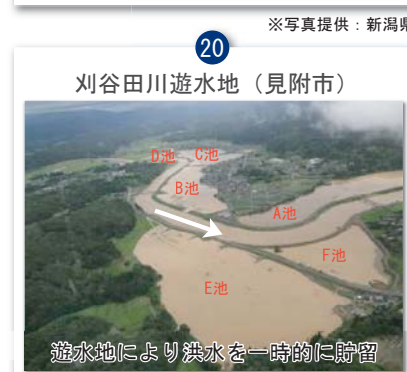 ※写真提供：新潟県
20
刈谷田川遊水地（見附市）
D池 C池
B池
A池
F池
E池
遊水地により洪水を一時的に貯留